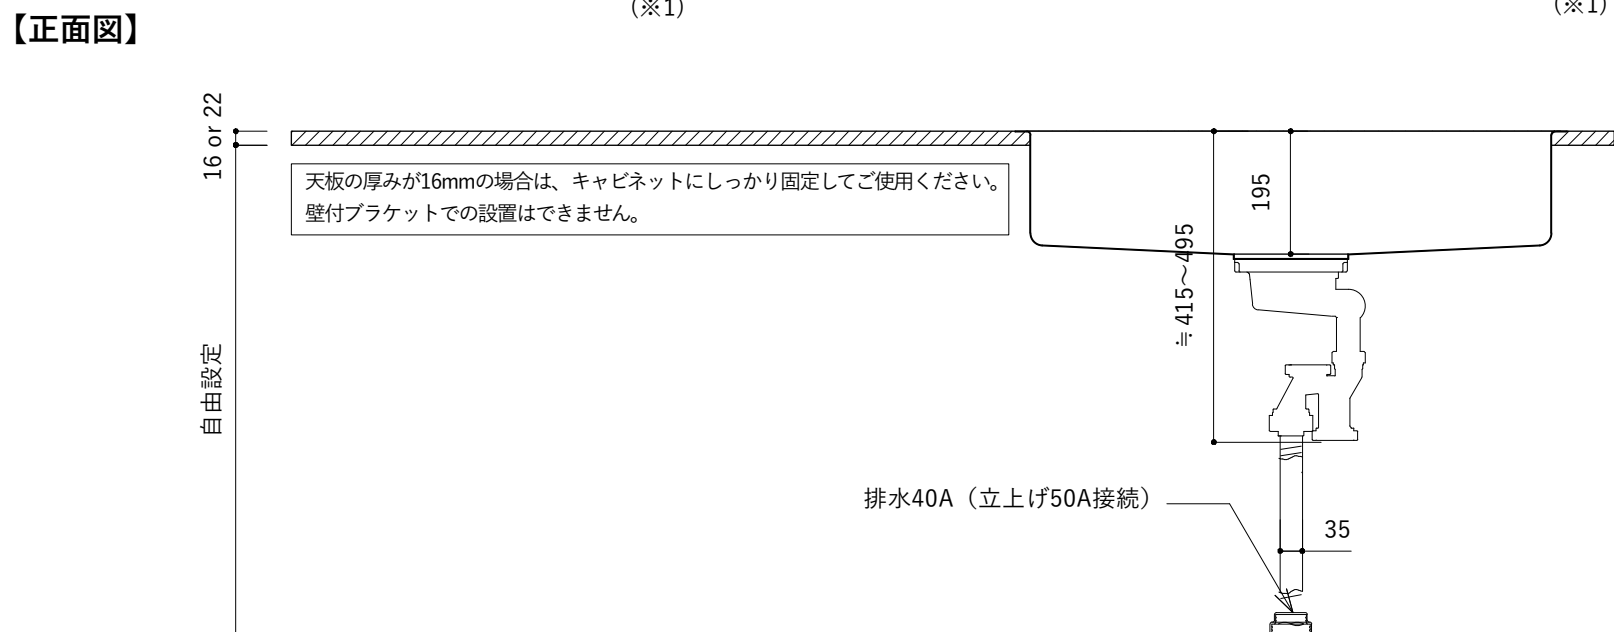 (※1)
(※1)
【正面図】
16 or 22
天板の厚みが16mmの場合は、キャビネットにしっかり固定してご使用ください。
壁付ブラケットでの設置はできません。
195
≒415～495
自由設定
排水40A（立上げ50A接続）
35